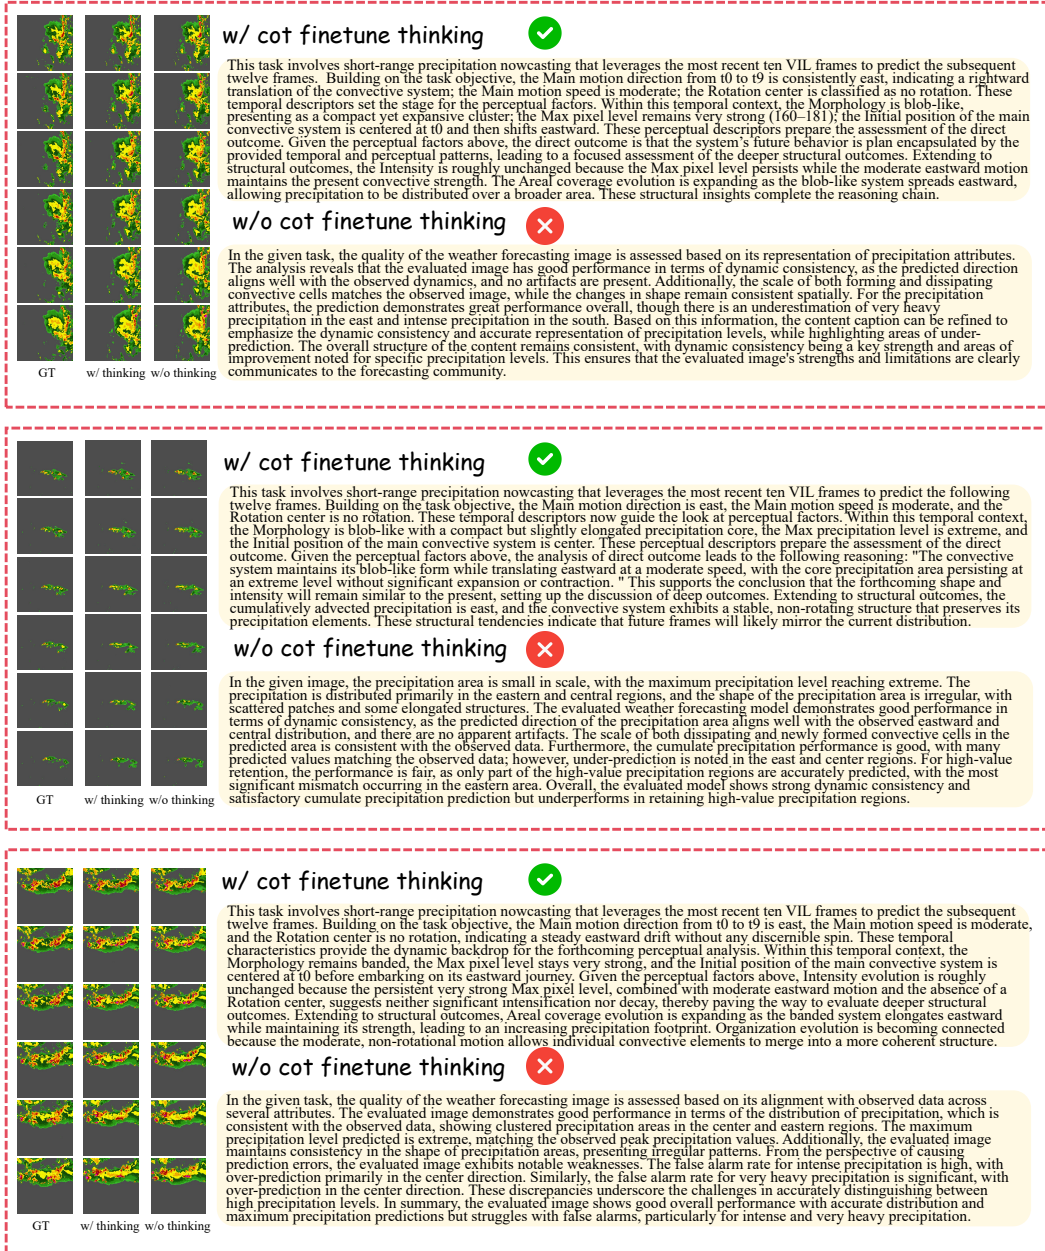 w/ cot finetune thinking
This task involves short-range precipitation nowcasting that leverages the most recent ten VIL frames to predict the subsequent
twelve frames. Building on the task objective, the Main motion direction from t0 to t9 is consistently east, indicating a rightward
translation of the convective system; the Main motion speed is moderate; the Rotation center is classified as no rotation. These
temporal descriptors set the stage for the perceptual factors. Within this temporal context, the Morphology is blob-like,
presenting as a compact yet expansive cluster; the Max pixel level remains very strong (160–181); the Initial position of the main
convective system is centered at t0 and then shifts eastward. These perceptual descriptors prepare the assessment of the direct
outcome. Given the perceptual factors above, the direct outcome is that the system's future behavior is plan encapsulated by the
provided temporal and perceptual patterns, leading to a focused assessment of the deeper structural outcomes. Extending to
structural outcomes, the Intensity is roughly unchanged because the Max pixel level persists while the moderate eastward motion
maintains the present convective strength. The Areal coverage evolution is expanding as the blob-like system spreads eastward,
allowing precipitation to be distributed over a broader area. These structural insights complete the reasoning chain.
w/o cot finetune thinking
In the given task, the quality of the weather forecasting image is assessed based on its representation of precipitation attributes.
The analysis reveals that the evaluated image has good performance in terms of dynamic consistency, as the predicted direction
aligns well with the observed dynamics, and no artifacts are present. Additionally, the scale of both forming and dissipating
convective cells matches the observed image, while the changes in shape remain consistent spatially. For the precipitation
attributes, the prediction demonstrates great performance overall, though there is an underestimation of very heavy
precipitation in the east and intense precipitation in the south. Based on this information, the content caption can be refined to
emphasize the dynamic consistency and accurate representation of precipitation levels, while highlighting areas of under-
prediction. The overall structure of the content remains consistent, with dynamic consistency being a key strength and areas of
improvement noted for specific precipitation levels. This ensures that the evaluated image's strengths and limitations are clearly
communicates to the forecasting community.
GT w/ thinking w/o thinking
w/ cot finetune thinking
This task involves short-range precipitation nowcasting that leverages the most recent ten VIL frames to predict the following
twelve frames. Building on the task objective, the Main motion direction is east, the Main motion speed is moderate, and the
Rotation center is no rotation. These temporal descriptors now guide the look at perceptual factors. Within this temporal context,
the Morphology is blob-like with a compact but slightly elongated precipitation core, the Max precipitation level is extreme, and
the Initial position of the main convective system is center. These perceptual descriptors prepare the assessment of the direct
outcome. Given the perceptual factors above, the analysis of direct outcome leads to the following reasoning: "The convective
system maintains its blob-like form while translating eastward at a moderate speed, with the core precipitation area persisting at
an extreme level without significant expansion or contraction. " This supports the conclusion that the forthcoming shape and
intensity will remain similar to the present, setting up the discussion of deep outcomes. Extending to structural outcomes, the
cumulatively advected precipitation is east, and the convective system exhibits a stable, non-rotating structure that preserves its
precipitation elements. These structural tendencies indicate that future frames will likely mirror the current distribution.
w/o cot finetune thinking
In the given image, the precipitation area is small in scale, with the maximum precipitation level reaching extreme. The
precipitation is distributed primarily in the eastern and central regions, and the shape of the precipitation area is irregular, with
scattered patches and some elongated structures. The evaluated weather forecasting model demonstrates good performance in
terms of dynamic consistency, as the predicted direction of the precipitation area aligns well with the observed eastward and
central distribution, and there are no apparent artifacts. The scale of both dissipating and newly formed convective cells in the
predicted area is consistent with the observed data. Furthermore, the cumulate precipitation performance is good, with many
predicted values matching the observed data; however, under-prediction is noted in the east and center regions. For high-value
retention, the performance is fair, as only part of the high-value precipitation regions are accurately predicted, with the most
significant mismatch occurring in the eastern area. Overall, the evaluated model shows strong dynamic consistency and
satisfactory cumulate precipitation prediction but underperforms in retaining high-value precipitation regions.
GT w/ thinking w/o thinking
w/ cot finetune thinking
This task involves short-range precipitation nowcasting that leverages the most recent ten VIL frames to predict the subsequent
twelve frames. Building on the task objective, the Main motion direction from t0 to t9 is east, the Main motion speed is moderate,
and the Rotation center is no rotation, indicating a steady eastward drift without any discernible spin. These temporal
characteristics provide the dynamic backdrop for the forthcoming perceptual analysis. Within this temporal context, the
Morphology remains banded, the Max pixel level stays very strong, and the Initial position of the main convective system is
centered at t0 before embarking on its eastward journey. Given the perceptual factors above, Intensity evolution is roughly
unchanged because the persistent very strong Max pixel level, combined with moderate eastward motion and the absence of a
Rotation center, suggests neither significant intensification nor decay, thereby paving the way to evaluate deeper structural
outcomes. Extending to structural outcomes, Areal coverage evolution is expanding as the banded system elongates eastward
while maintaining its strength, leading to an increasing precipitation footprint. Organization evolution is becoming connected
because the moderate, non-rotational motion allows individual convective elements to merge into a more coherent structure.
w/o cot finetune thinking
In the given task, the quality of the weather forecasting image is assessed based on its alignment with observed data across
several attributes. The evaluated image demonstrates good performance in terms of the distribution of precipitation, which is
consistent with the observed data, showing clustered precipitation areas in the center and eastern regions. The maximum
precipitation level predicted is extreme, matching the observed peak precipitation values. Additionally, the evaluated image
maintains consistency in the shape of precipitation areas, presenting irregular patterns. From the perspective of causing
prediction errors, the evaluated image exhibits notable weaknesses. The false alarm rate for intense precipitation is high, with
over-prediction primarily in the center direction. Similarly, the false alarm rate for very heavy precipitation is significant, with
over-prediction in the center direction. These discrepancies underscore the challenges in accurately distinguishing between
high precipitation levels. In summary, the evaluated image shows good overall performance with accurate distribution and
maximum precipitation predictions but struggles with false alarms, particularly for intense and very heavy precipitation.
GT w/ thinking w/o thinking